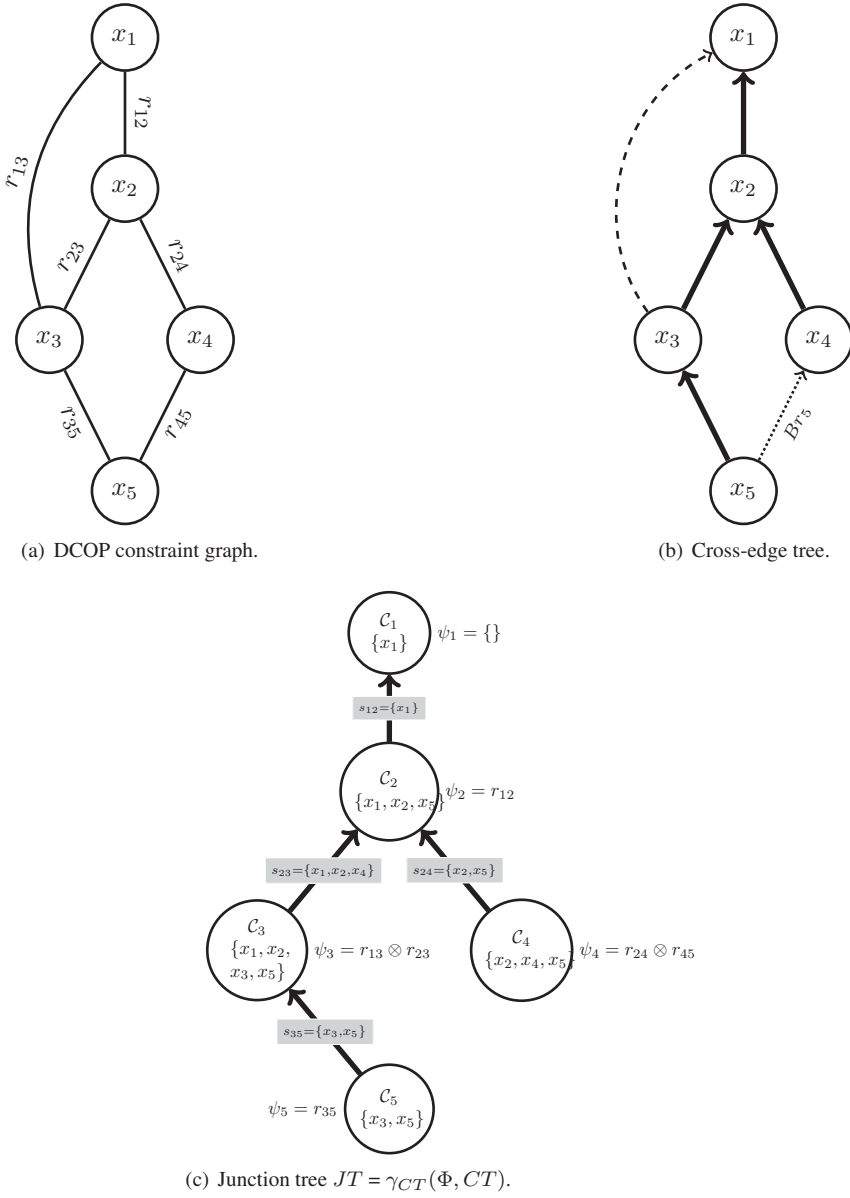 x₁
r₁₂
r₁₃
x₂
r₂₃
r₂₄
x₃
x₄
r₃₅
r₄₅
x₅
(a) DCOP constraint graph.
x₁
x₂
x₃
x₄
Br₅
x₅
(b) Cross-edge tree.
𝒞₁
{x₁}
ψ₁ = {}
s₁₂={x₁}
𝒞₂
{x₁, x₂, x₅}
ψ₂ = r₁₂
s₂₃={x₁,x₂,x₄}
s₂₄={x₂,x₅}
𝒞₃
{x₁, x₂,
x₃, x₅}
ψ₃ = r₁₃ ⊗ r₂₃
𝒞₄
{x₂, x₄, x₅}
ψ₄ = r₂₄ ⊗ r₄₅
s₃₅={x₃,x₅}
ψ₅ = r₃₅
𝒞₅
{x₃, x₅}
(c) Junction tree JT = γ_CT(Φ, CT).